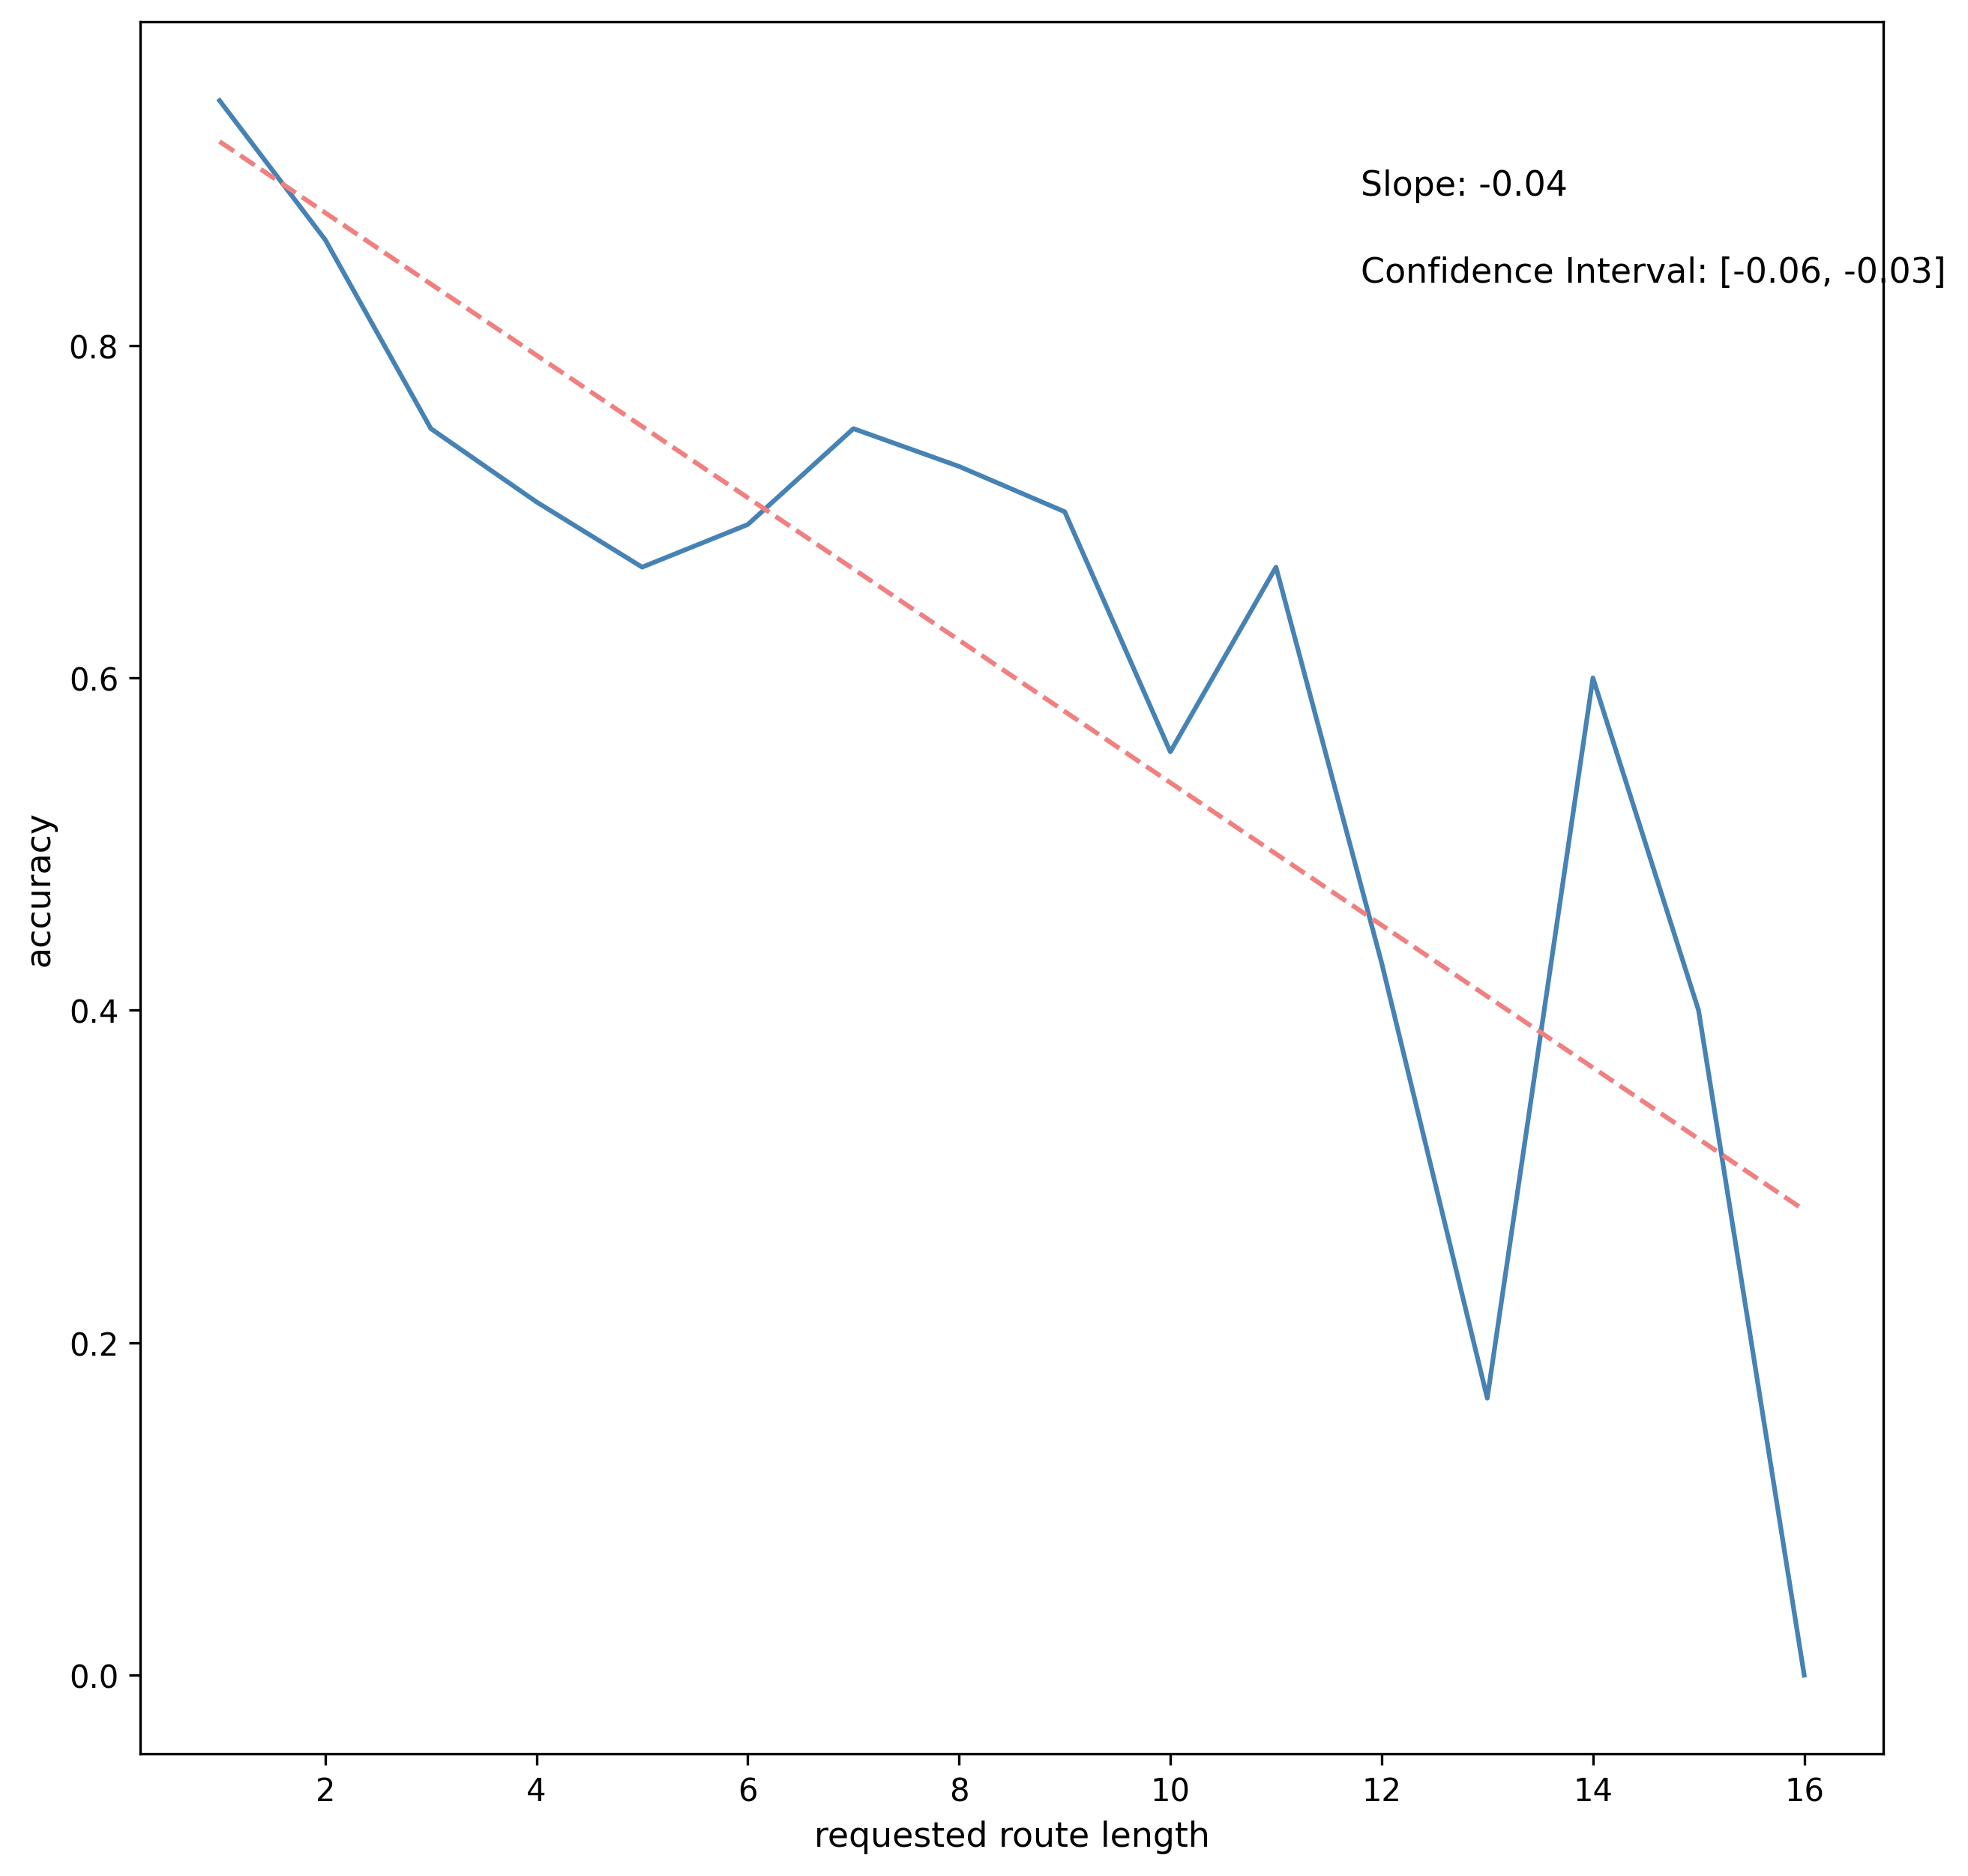 Slope: -0.04
Confidence Interval: [-0.06, -0.03]
0.8
0.6
0.4
0.2
0.0
accuracy
2 4 6 8 10 12 14 16
requested route length